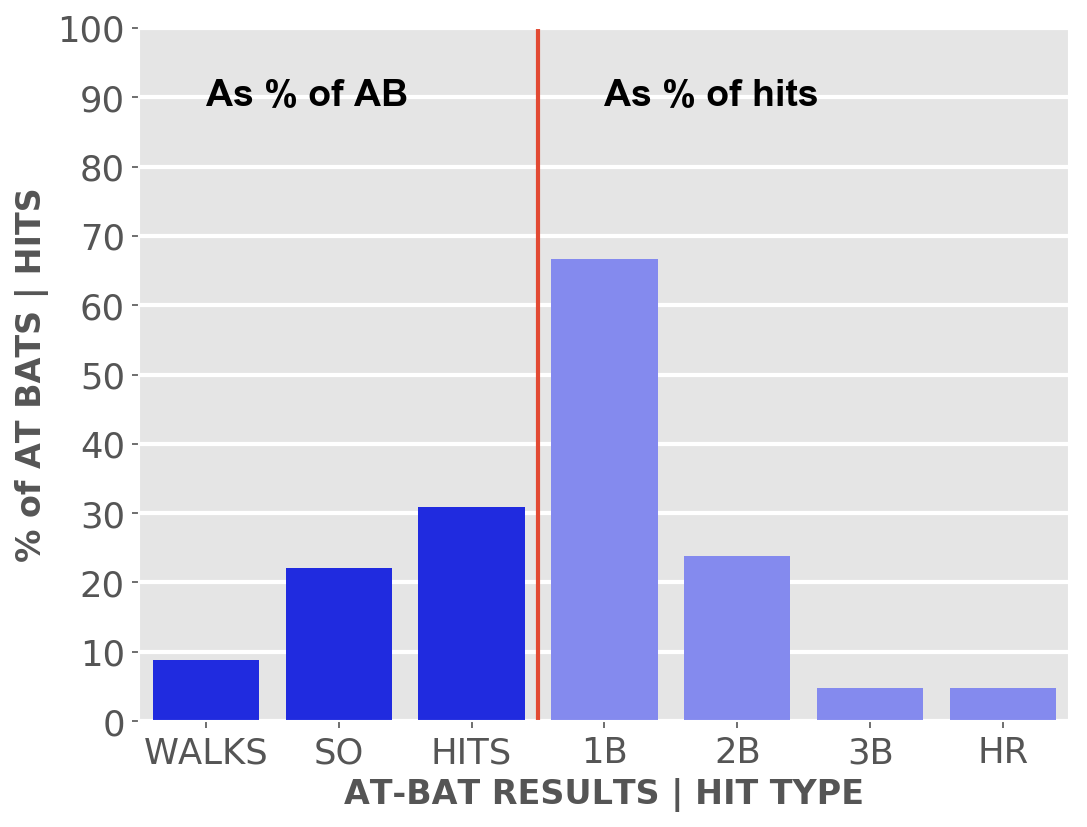 100
90
80
70
60
50
40
30
20
10
0
% of AT BATS | HITS
As % of AB
As % of hits
WALKS SO HITS 1B 2B 3B HR
AT-BAT RESULTS | HIT TYPE